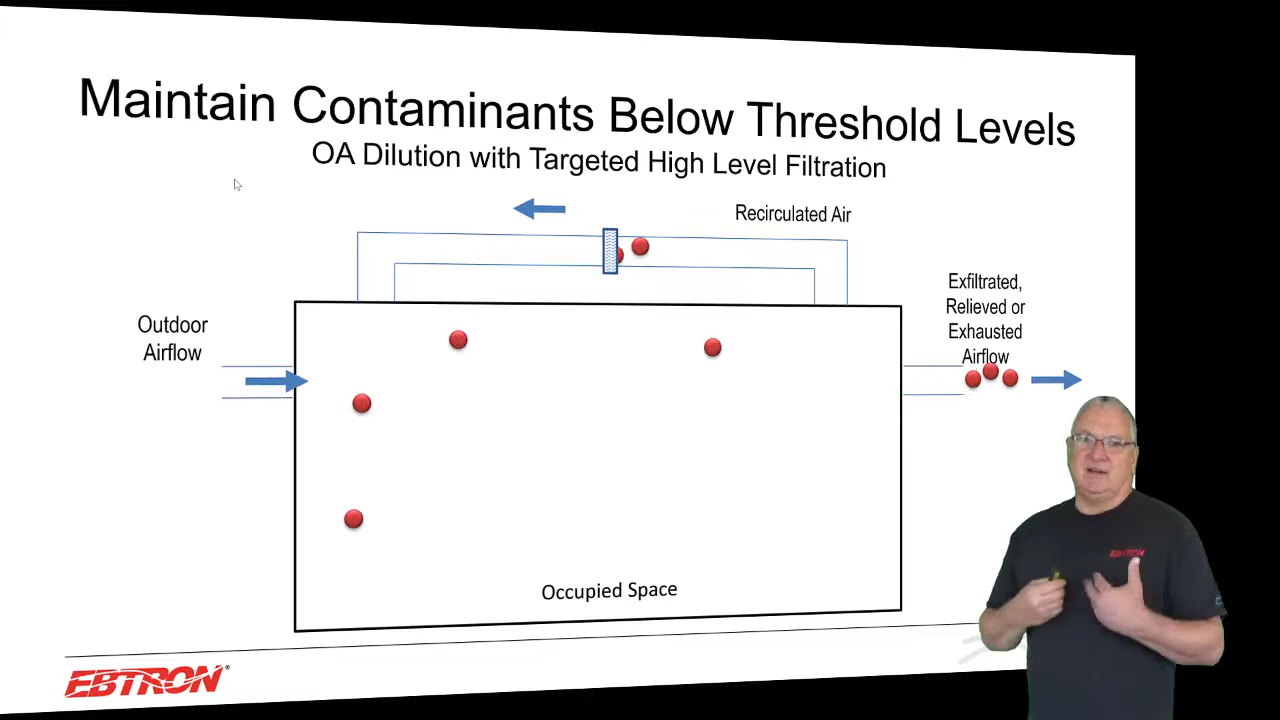 Maintain Contaminants Below Threshold Levels
OA Dilution with Targeted High Level Filtration
Recirculated Air
Exfiltrated,
Relieved or
Exhausted
Airflow
Outdoor
Airflow
Occupied Space
EBTRON®
EBTRON